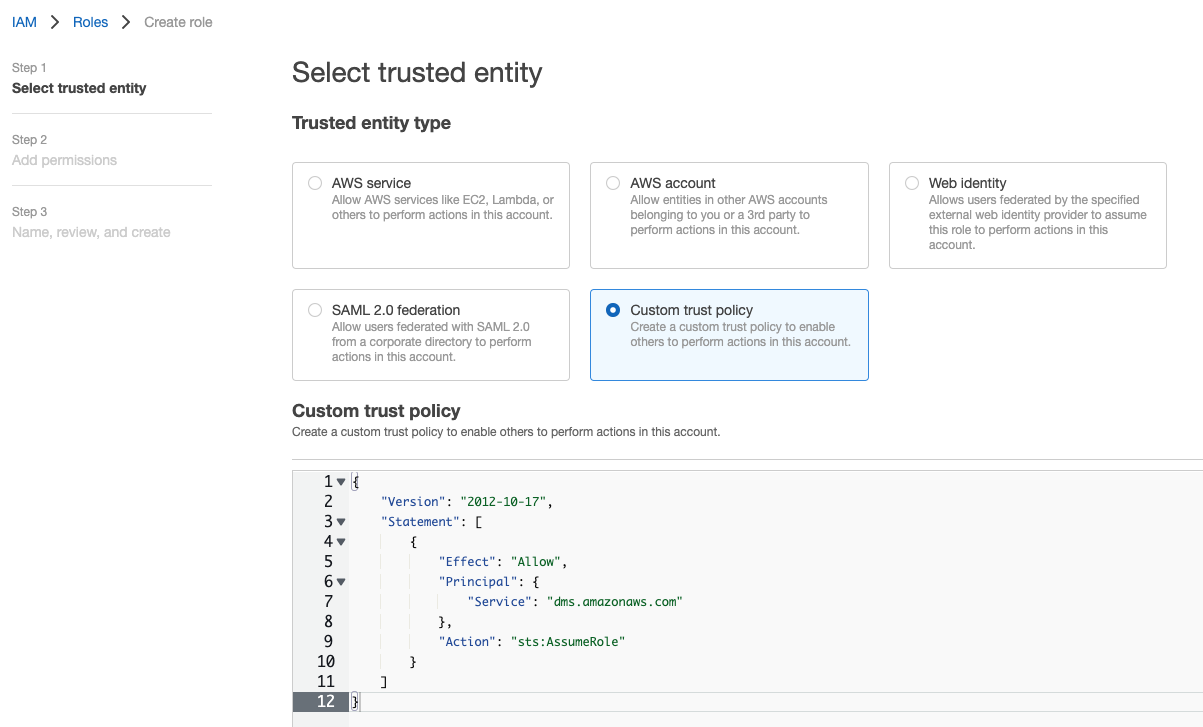 IAM > Roles > Create role
Step 1
Select trusted entity
Step 2
Add permissions
Step 3
Name, review, and create
Select trusted entity
Trusted entity type
AWS service
Allow AWS services like EC2, Lambda, or
others to perform actions in this account.
AWS account
Allow entities in other AWS accounts
belonging to you or a 3rd party to
perform actions in this account.
Web identity
Allows users federated by the specified
external web identity provider to assume
this role to perform actions in this
account.
SAML 2.0 federation
Allow users federated with SAML 2.0
from a corporate directory to perform
actions in this account.
Custom trust policy
Create a custom trust policy to enable
others to perform actions in this account.
Custom trust policy
Create a custom trust policy to enable others to perform actions in this account.
1 {
2 "Version": "2012-10-17",
3 "Statement": [
4 {
5 "Effect": "Allow",
6 "Principal": {
7 "Service": "dms.amazonaws.com"
8 },
9 "Action": "sts:AssumeRole"
10 }
11 ]
12 }